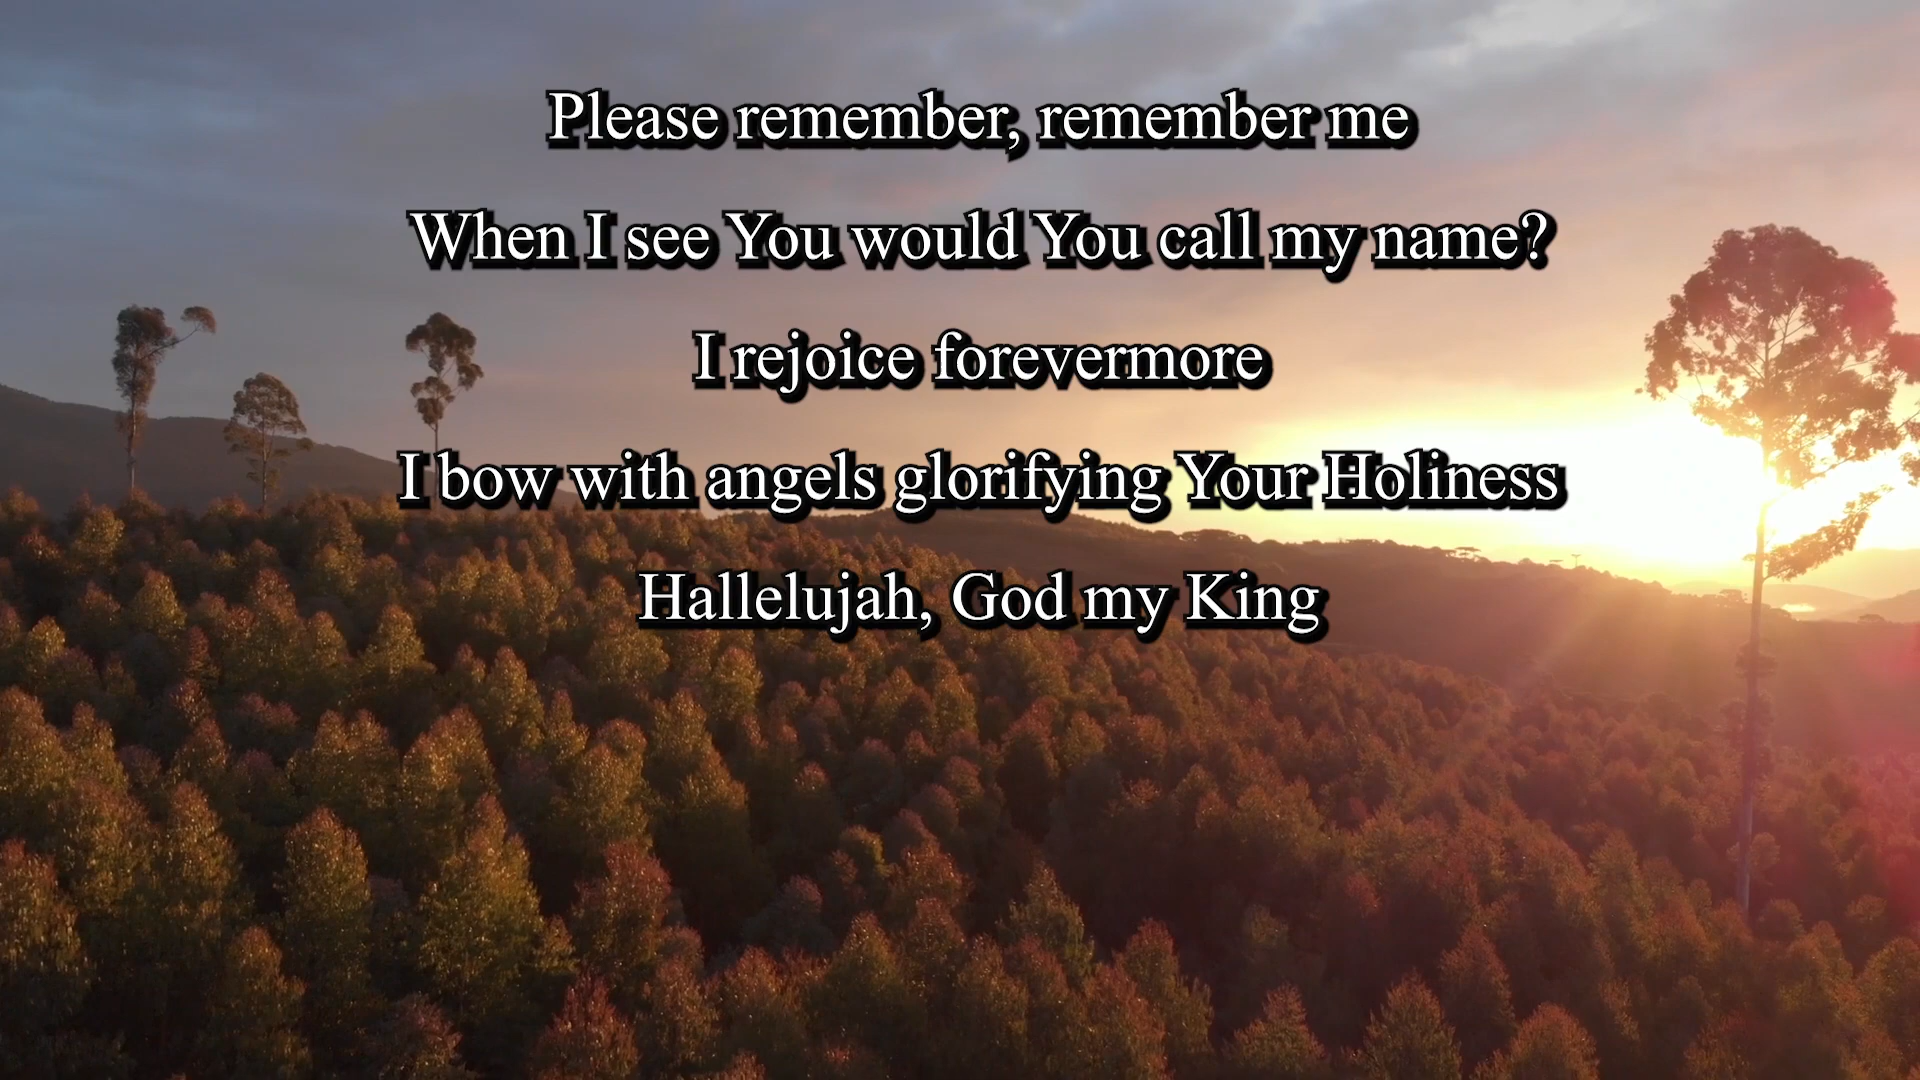 Please remember, remember me
When I see You would You call my name?
I rejoice forevermore
I bow with angels glorifying Your Holiness
Hallelujah, God my King